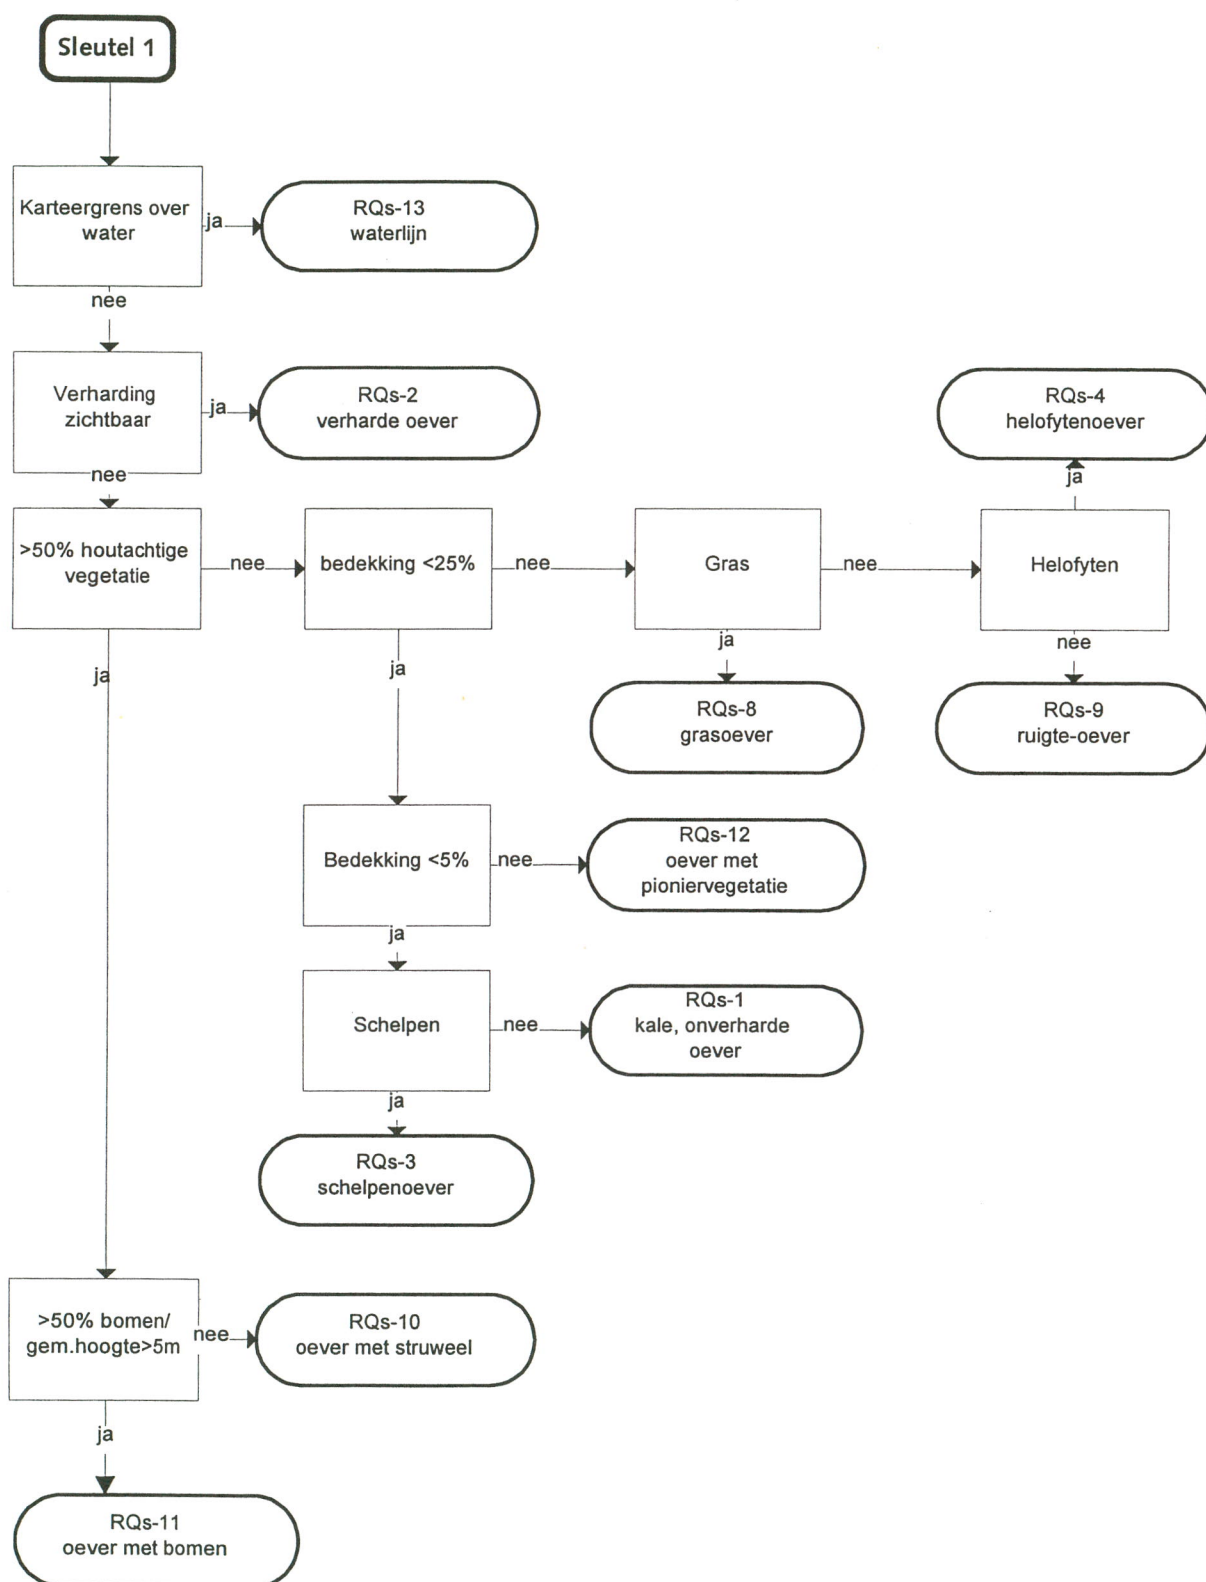 Sleutel 1
Karteergrens over
water
ja
RQs-13
waterlijn
nee
Verharding
zichtbaar
ja
RQs-2
verharde oever
RQs-4
helofytenoever
nee
ja
>50% houtachtige
vegetatie
nee
bedekking <25%
nee
Gras
nee
Helofyten
ja
ja
ja
nee
RQs-8
grasoever
RQs-9
ruigte-oever
Bedekking <5%
nee
RQs-12
oever met
pioniervegetatie
ja
Schelpen
nee
RQs-1
kale, onverharde
oever
ja
RQs-3
schelpenoever
>50% bomen/
gem.hoogte>5m
nee
RQs-10
oever met struweel
ja
RQs-11
oever met bomen